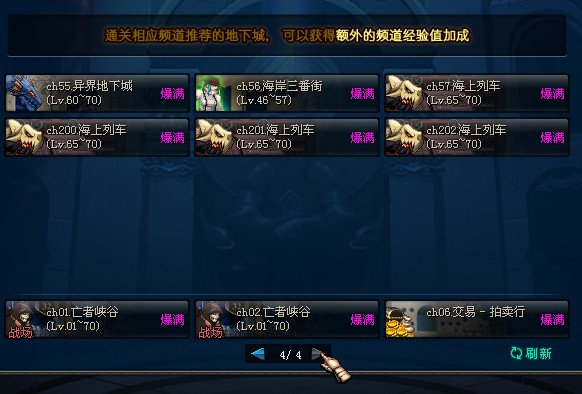 通关相应频道推荐的地下城， 可以获得额外的频道经验值加成
ch55.异界地下城
(Lv.60~70)
爆满
ch56.海岸三番街
(Lv.46~57)
爆满
ch57.海上列车
(Lv.65~70)
爆满
ch200.海上列车
(Lv.65~70)
爆满
ch201.海上列车
(Lv.65~70)
爆满
ch202.海上列车
(Lv.65~70)
爆满
战场
ch01.亡者峡谷
(Lv.01~70)
爆满
战场
ch02.亡者峡谷
(Lv.01~70)
爆满
ch06.交易 - 拍卖行
爆满
4/ 4
刷新